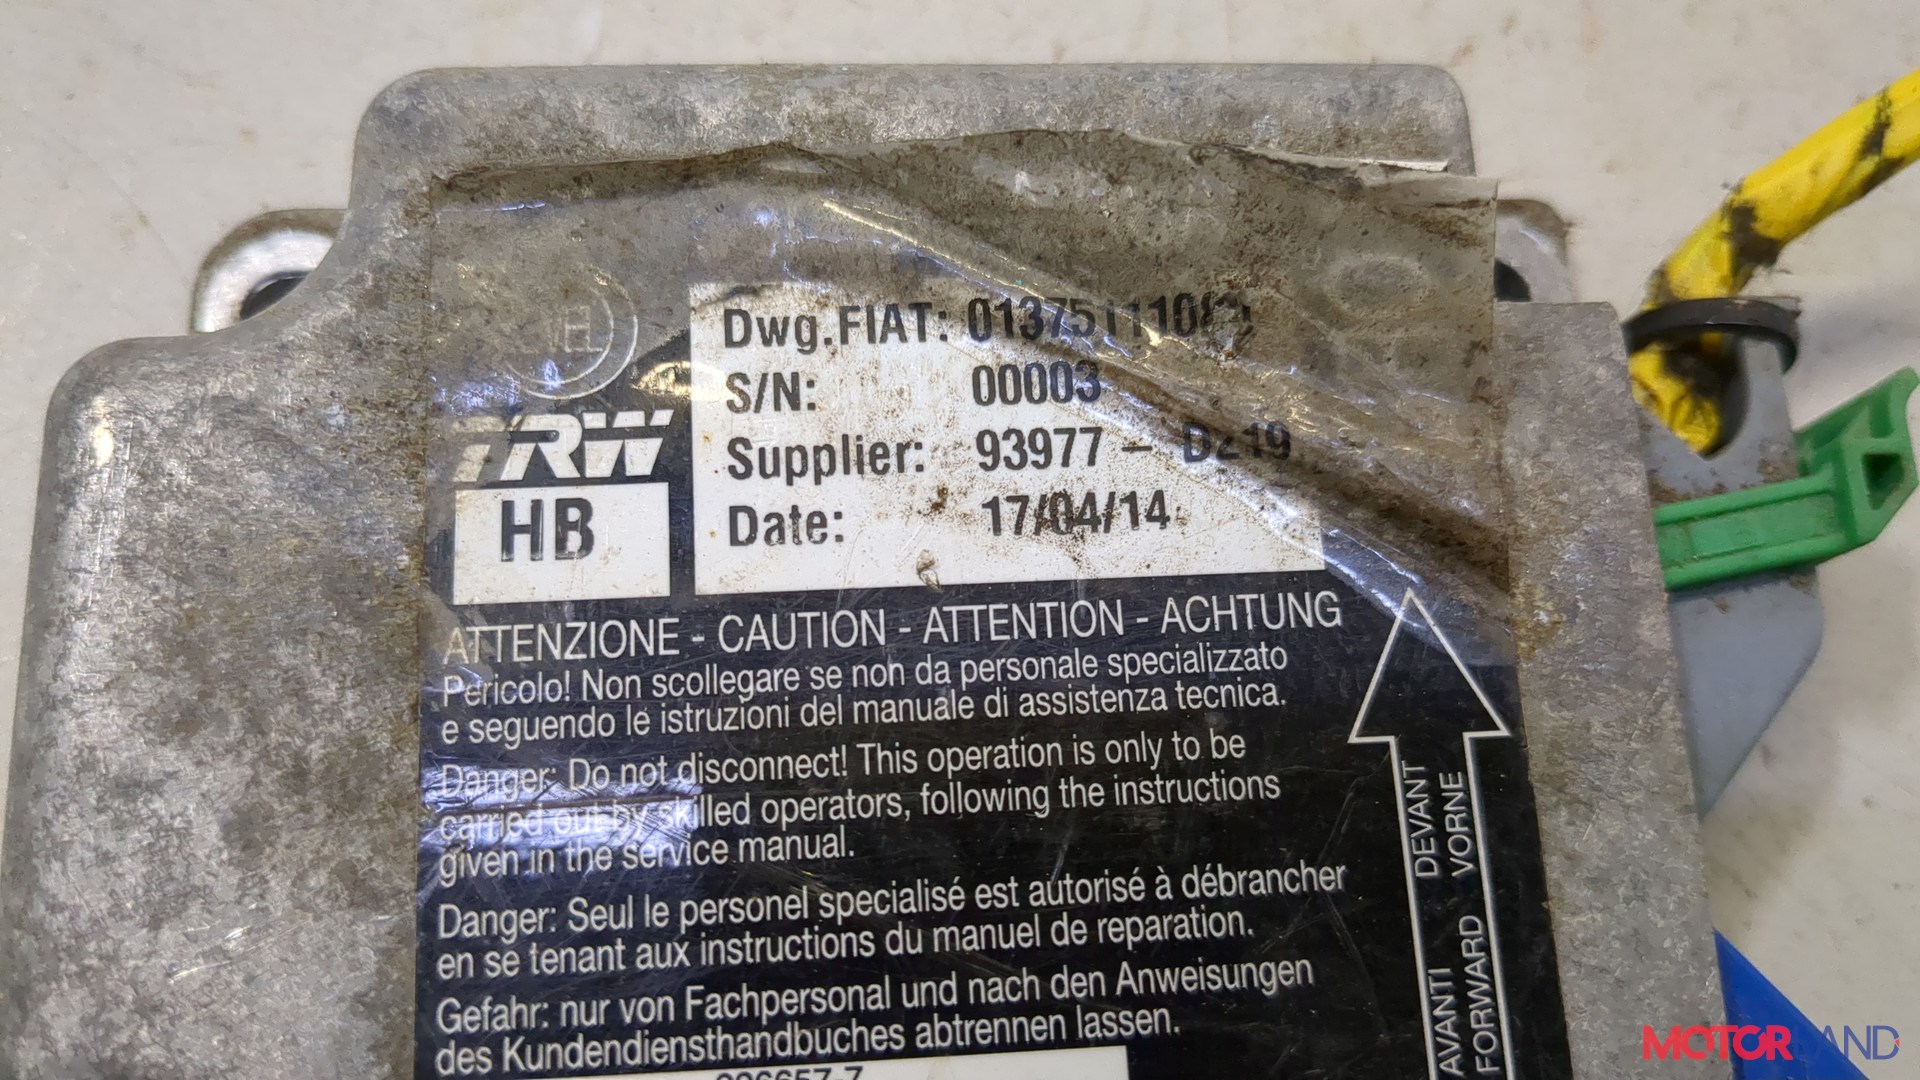 Dwg.FIAT:
S/N: 00003
Supplier: 93977 - DZ19
Date: 17/04/14
TRW
HB
ATTENZIONE - CAUTION - ATTENTION - ACHTUNG
Pericolo! Non scollegare se non da personale specializzato
e seguendo le istruzioni del manuale di assistenza tecnica.
Danger: Do not disconnect! This operation is only to be
carried out by skilled operators, following the instructions
given in the service manual.
Danger: Seul le personel specialisé est autorisé à débrancher
en se tenant aux instructions du manuel de reparation.
Gefahr: nur von Fachpersonal und nach den Anweisungen
des Kundendiensthandbuches abtrennen lassen.
AVANTI DEVANT
FORWARD VORNE
MOTORLAND